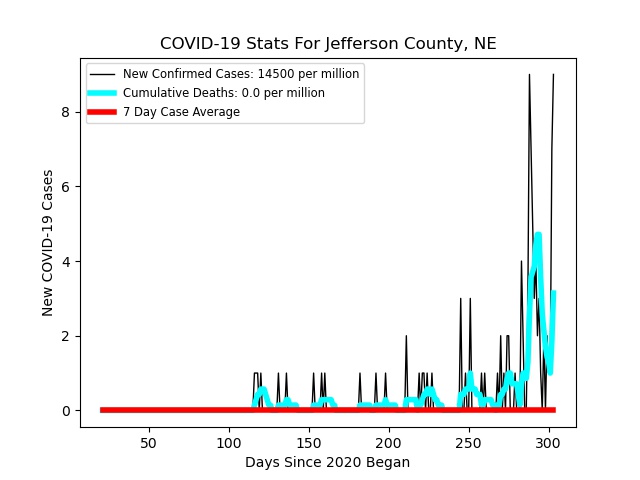 COVID-19 Stats For Jefferson County, NE
New Confirmed Cases: 14500 per million
Cumulative Deaths: 0.0 per million
7 Day Case Average
New COVID-19 Cases
8
6
4
2
0
50 100 150 200 250 300
Days Since 2020 Began